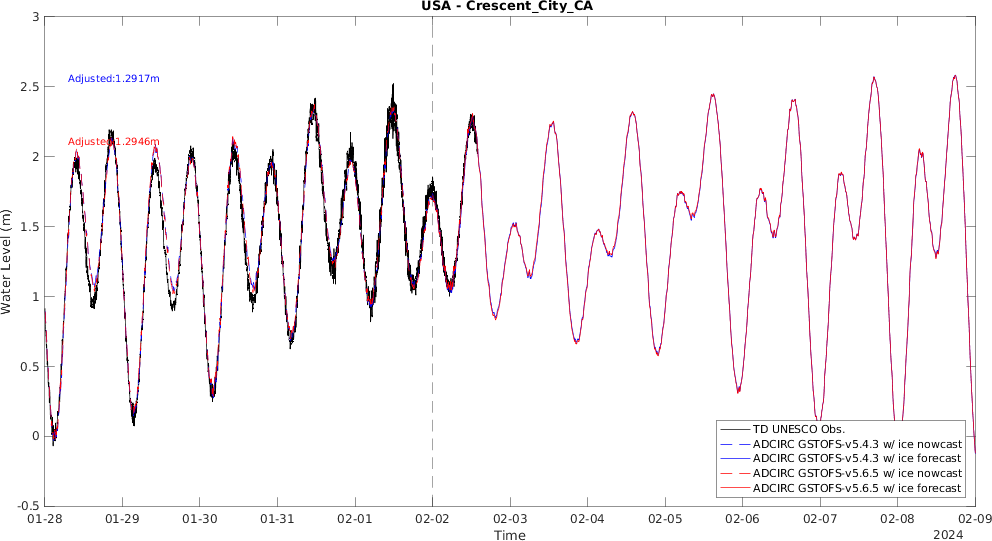 USA - Crescent_City_CA
3
2.5
2
1.5
1
0.5
0
-0.5
Water Level (m)
Adjusted:1.2917m
Adjusted:1.2946m
TD UNESCO Obs.
ADCIRC GSTOFS-v5.4.3 w/ ice nowcast
ADCIRC GSTOFS-v5.4.3 w/ ice forecast
ADCIRC GSTOFS-v5.6.5 w/ ice nowcast
ADCIRC GSTOFS-v5.6.5 w/ ice forecast
01-28 01-29 01-30 01-31 02-01 02-02 02-03 02-04 02-05 02-06 02-07 02-08 02-09
Time
2024